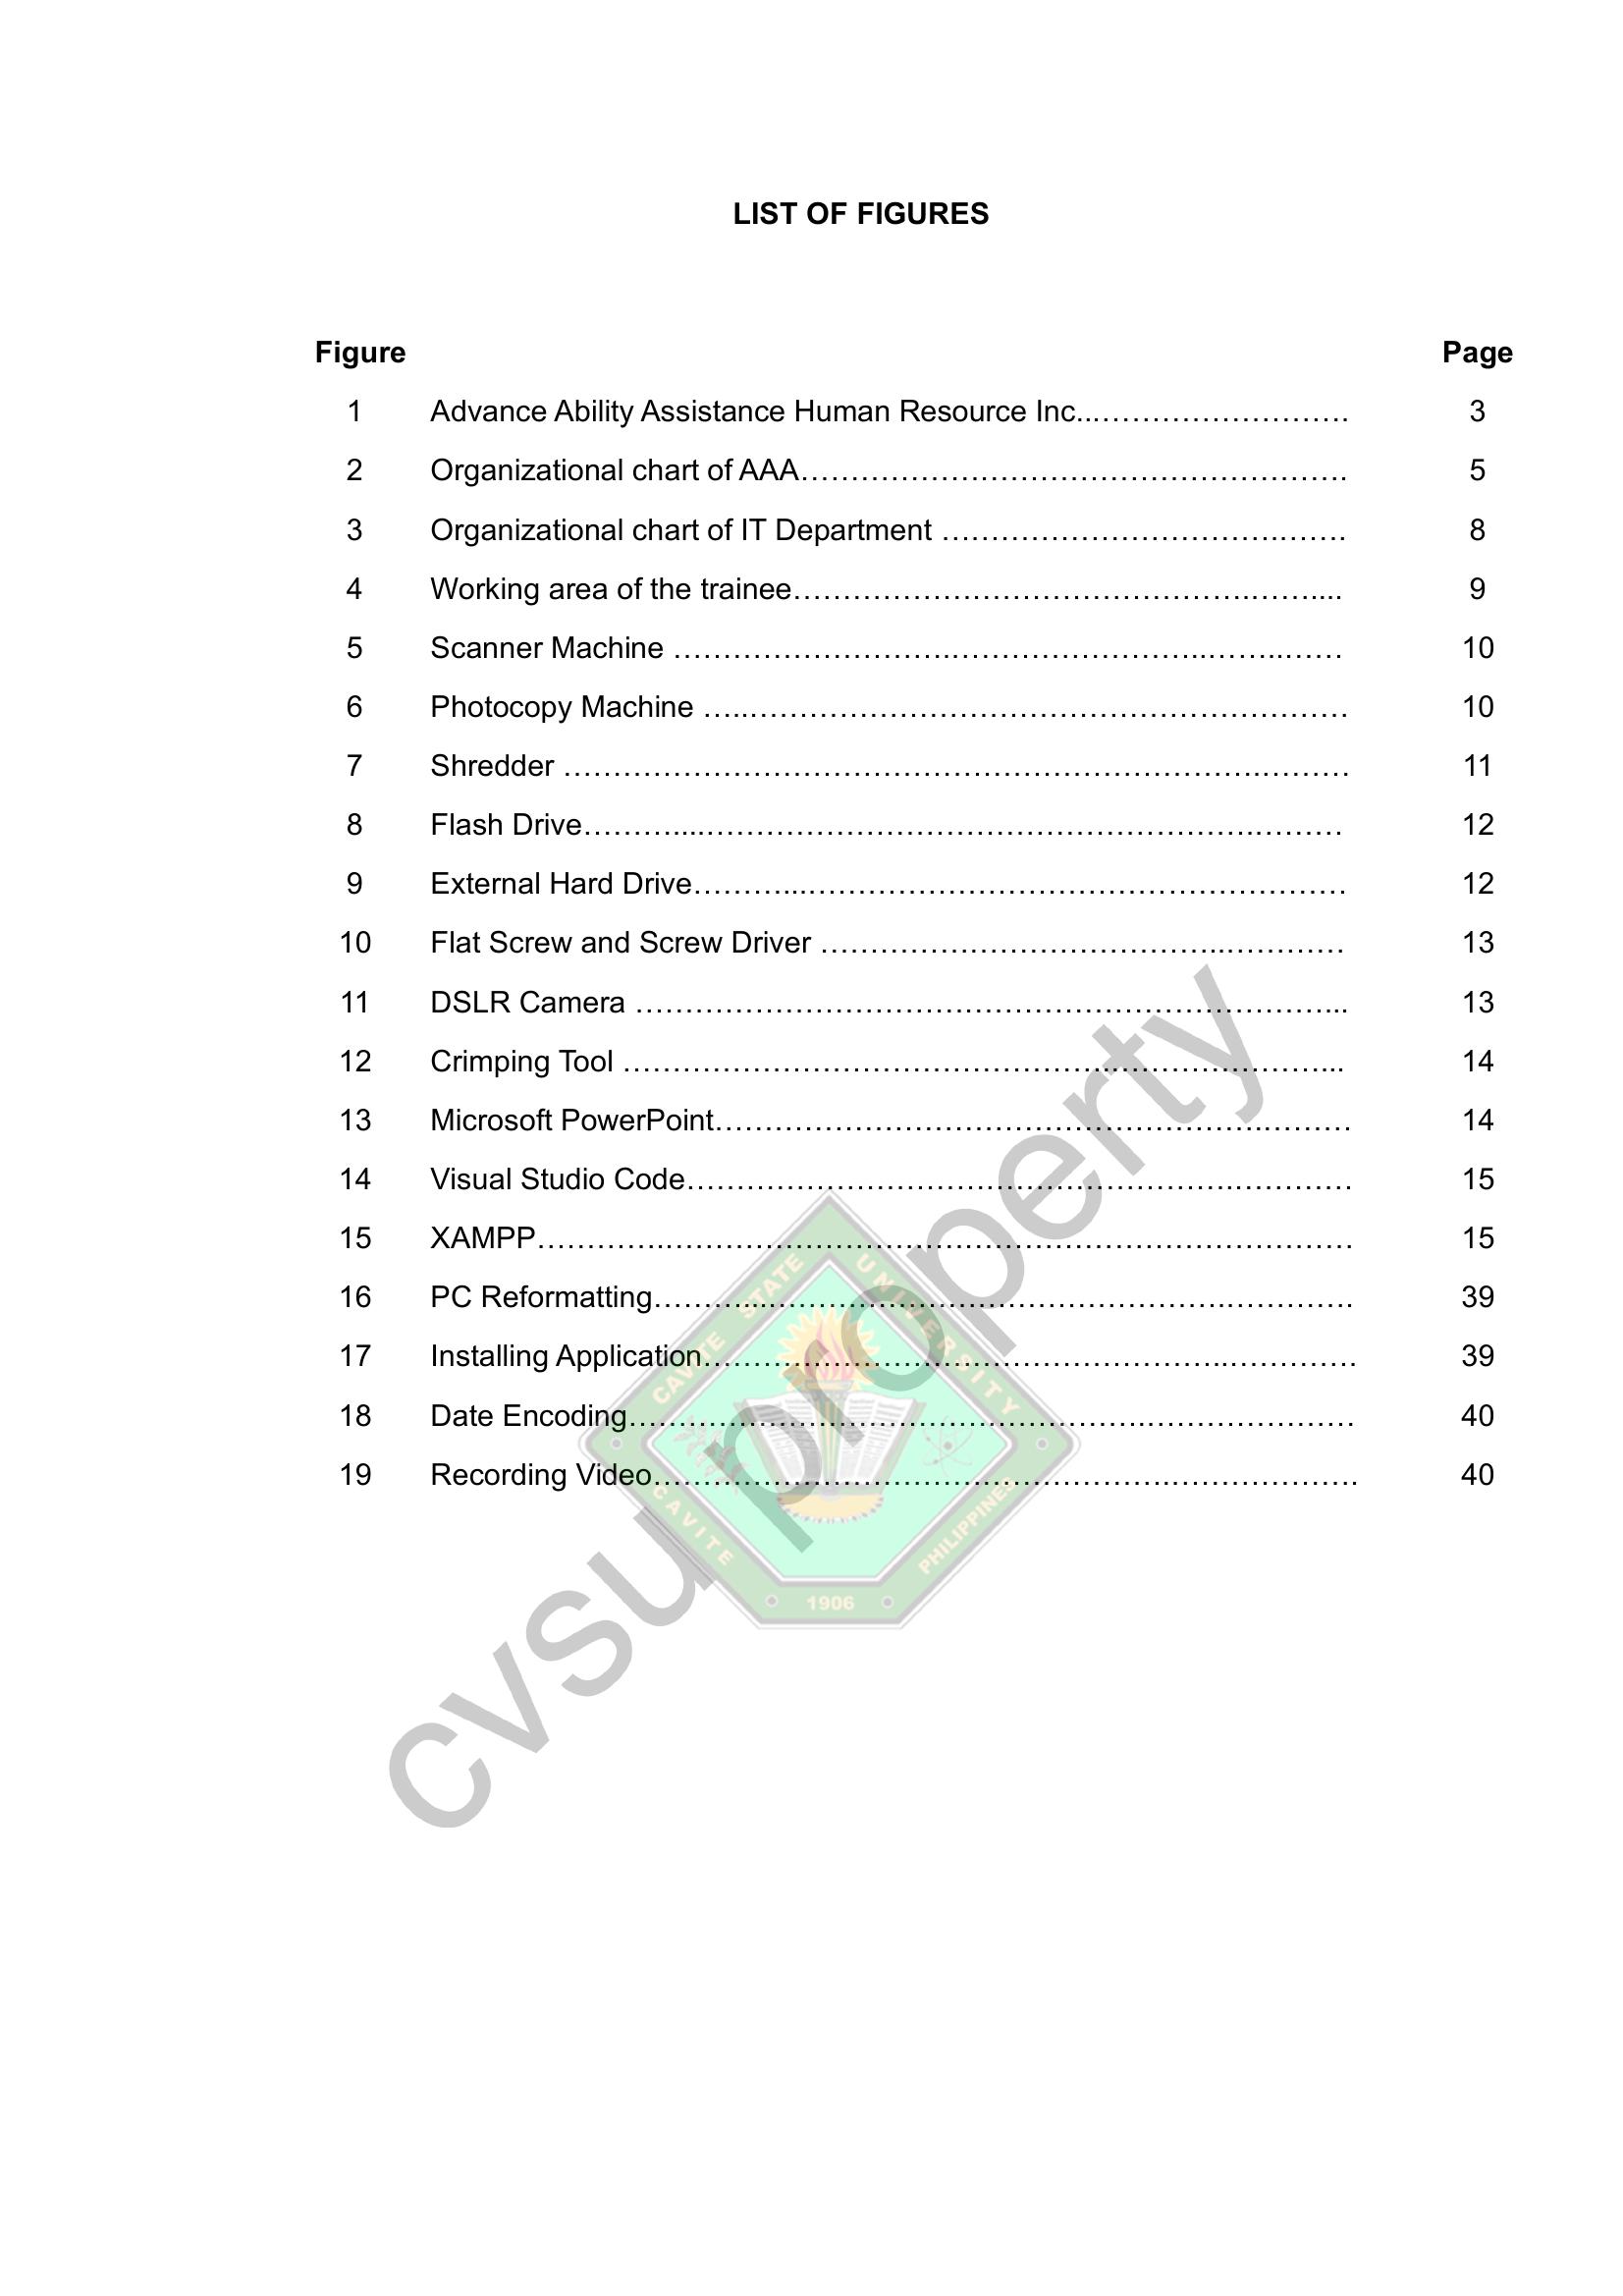 LIST OF FIGURES
Figure Page
1 Advance Ability Assistance Human Resource Inc...……………………. 3
2 Organizational chart of AAA………………………………………………. 5
3 Organizational chart of IT Department …………………………….……. 8
4 Working area of the trainee……………………………………….…….... 9
5 Scanner Machine ……………………….……………………..……..…… 10
6 Photocopy Machine …..…………………………………………………… 10
7 Shredder …………………………………………………………….……… 11
8 Flash Drive………....……………………………………………….……… 12
9 External Hard Drive………...……………………………………………… 12
10 Flat Screw and Screw Driver …………………………………..………… 13
11 DSLR Camera ……………………………………………………………... 13
12 Crimping Tool ……………………………………………………………... 14
13 Microsoft PowerPoint……………………………………………….……… 14
14 Visual Studio Code……………………………………………….………… 15
15 XAMPP………….…………………………………………………………… 15
16 PC Reformatting………..……………………………………….…………. 39
17 Installing Application……………………………………………...………… 39
18 Date Encoding…………………………………………….………………… 40
19 Recording Video…………………………………………….………………. 40
cvsu property
CAVITE STATE UNIVERSITY
CAVITE PHILIPPINES
1906